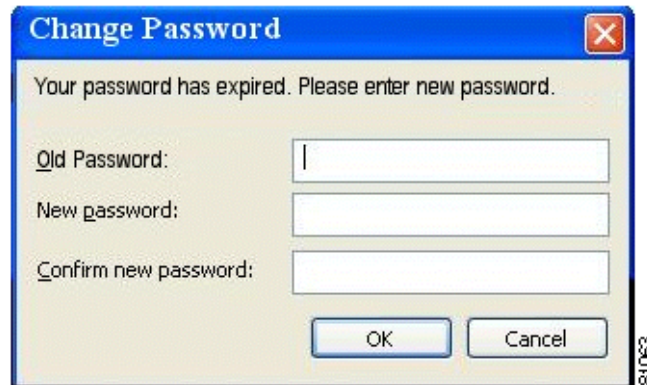 Change Password
Your password has expired. Please enter new password.
Old Password:
New password:
Confirm new password:
OK Cancel